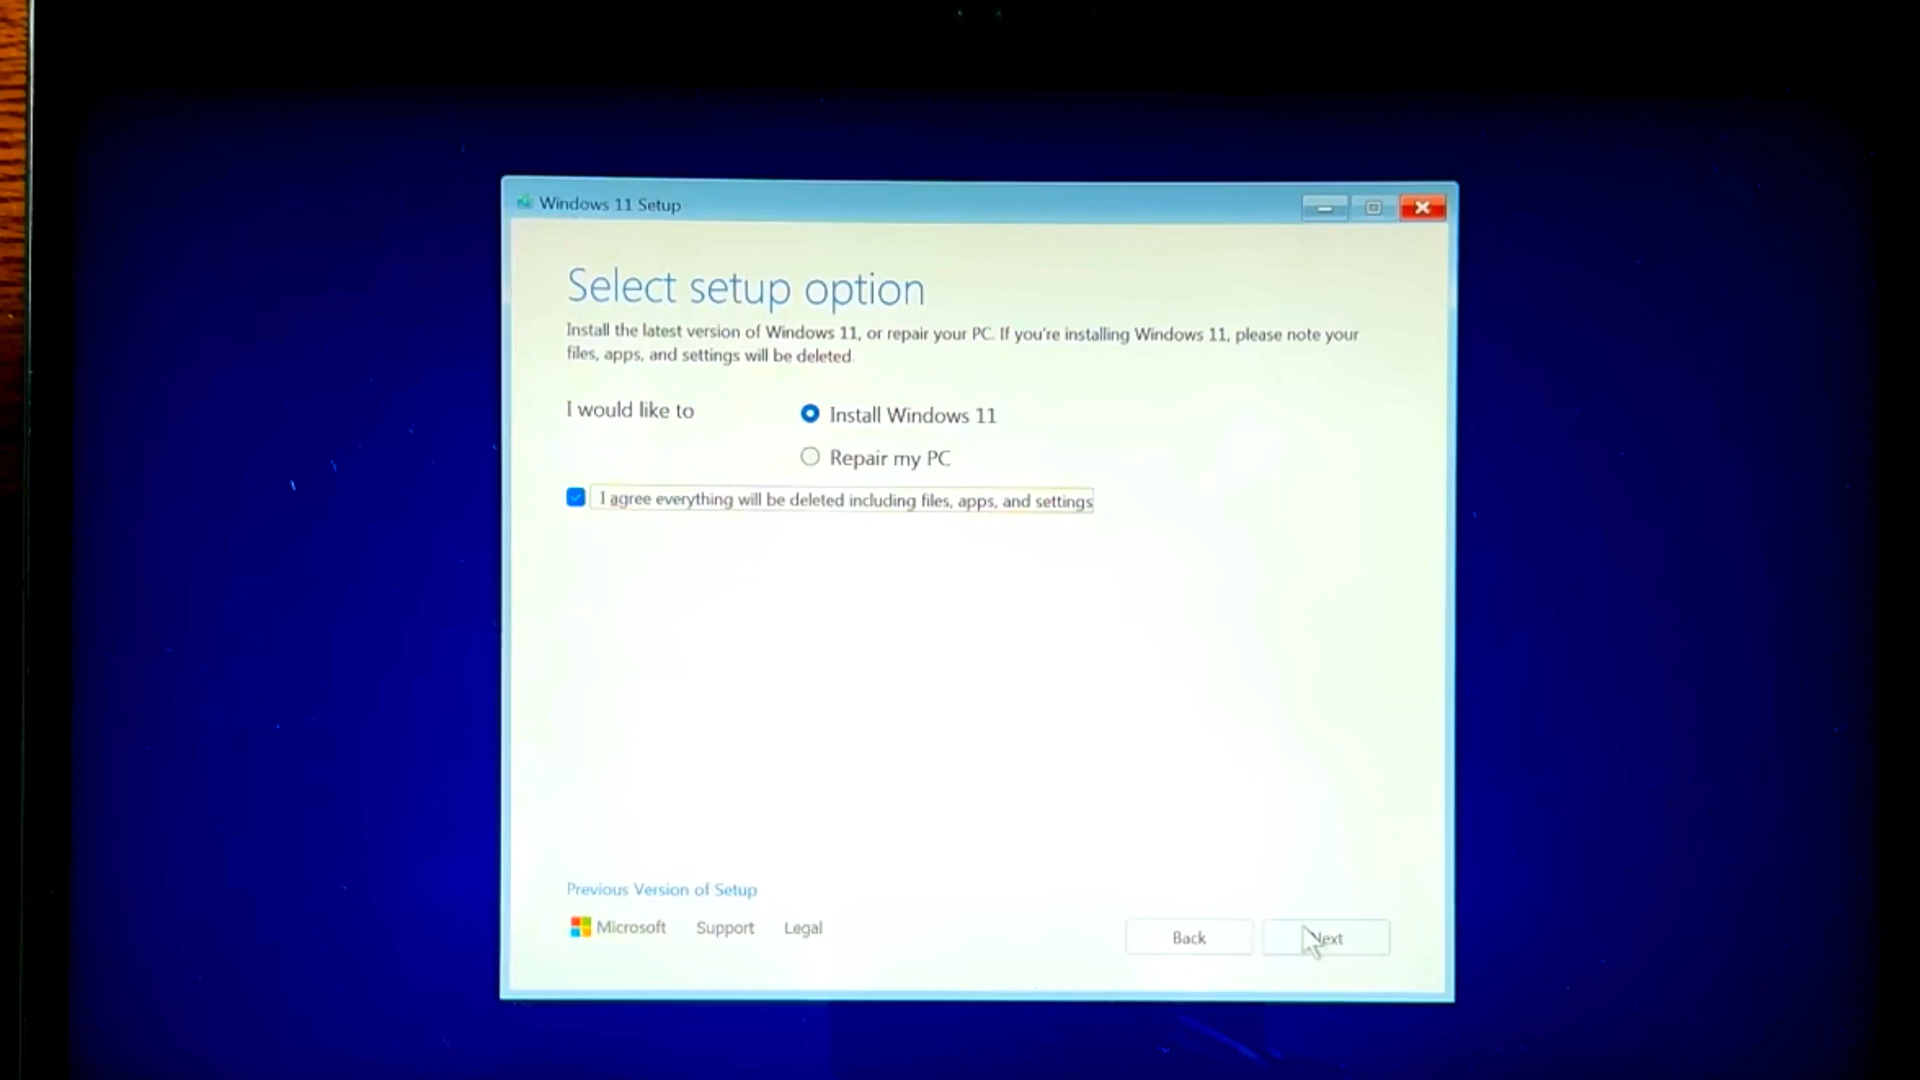 Windows 11 Setup
Select setup option
Install the latest version of Windows 11, or repair your PC. If you're installing Windows 11, please note your
files, apps, and settings will be deleted
I would like to
Install Windows 11
Repair my PC
I agree everything will be deleted including files, apps, and settings
Previous Version of Setup
Microsoft Support Legal
Back Next